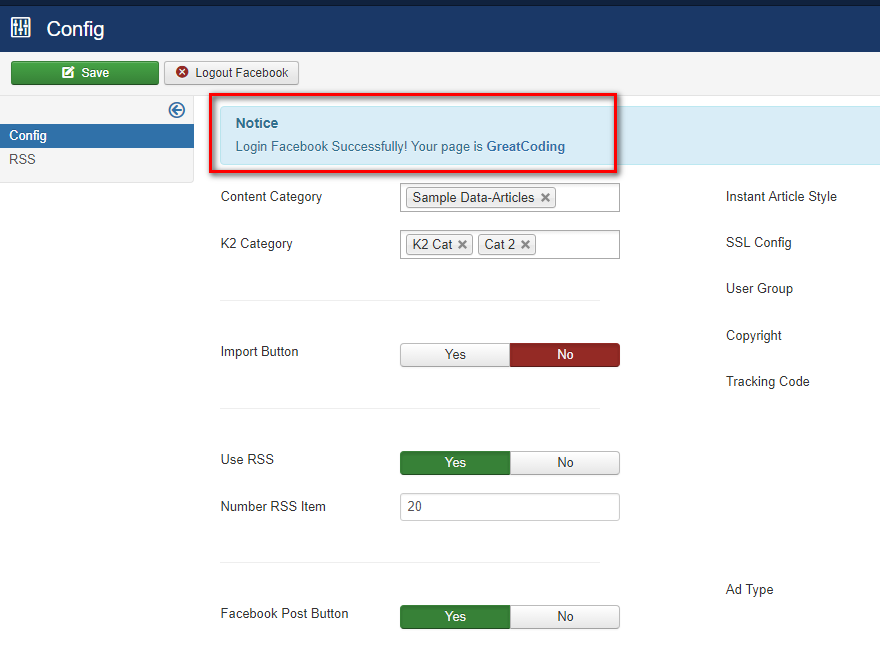 Config
Save
Logout Facebook
Config
RSS
Notice
Login Facebook Successfully! Your page is GreatCoding
Content Category
Sample Data-Articles
Instant Article Style
K2 Category
K2 Cat
Cat 2
SSL Config
User Group
Copyright
Import Button
Yes
No
Tracking Code
Use RSS
Yes
No
Number RSS Item
20
Ad Type
Facebook Post Button
Yes
No